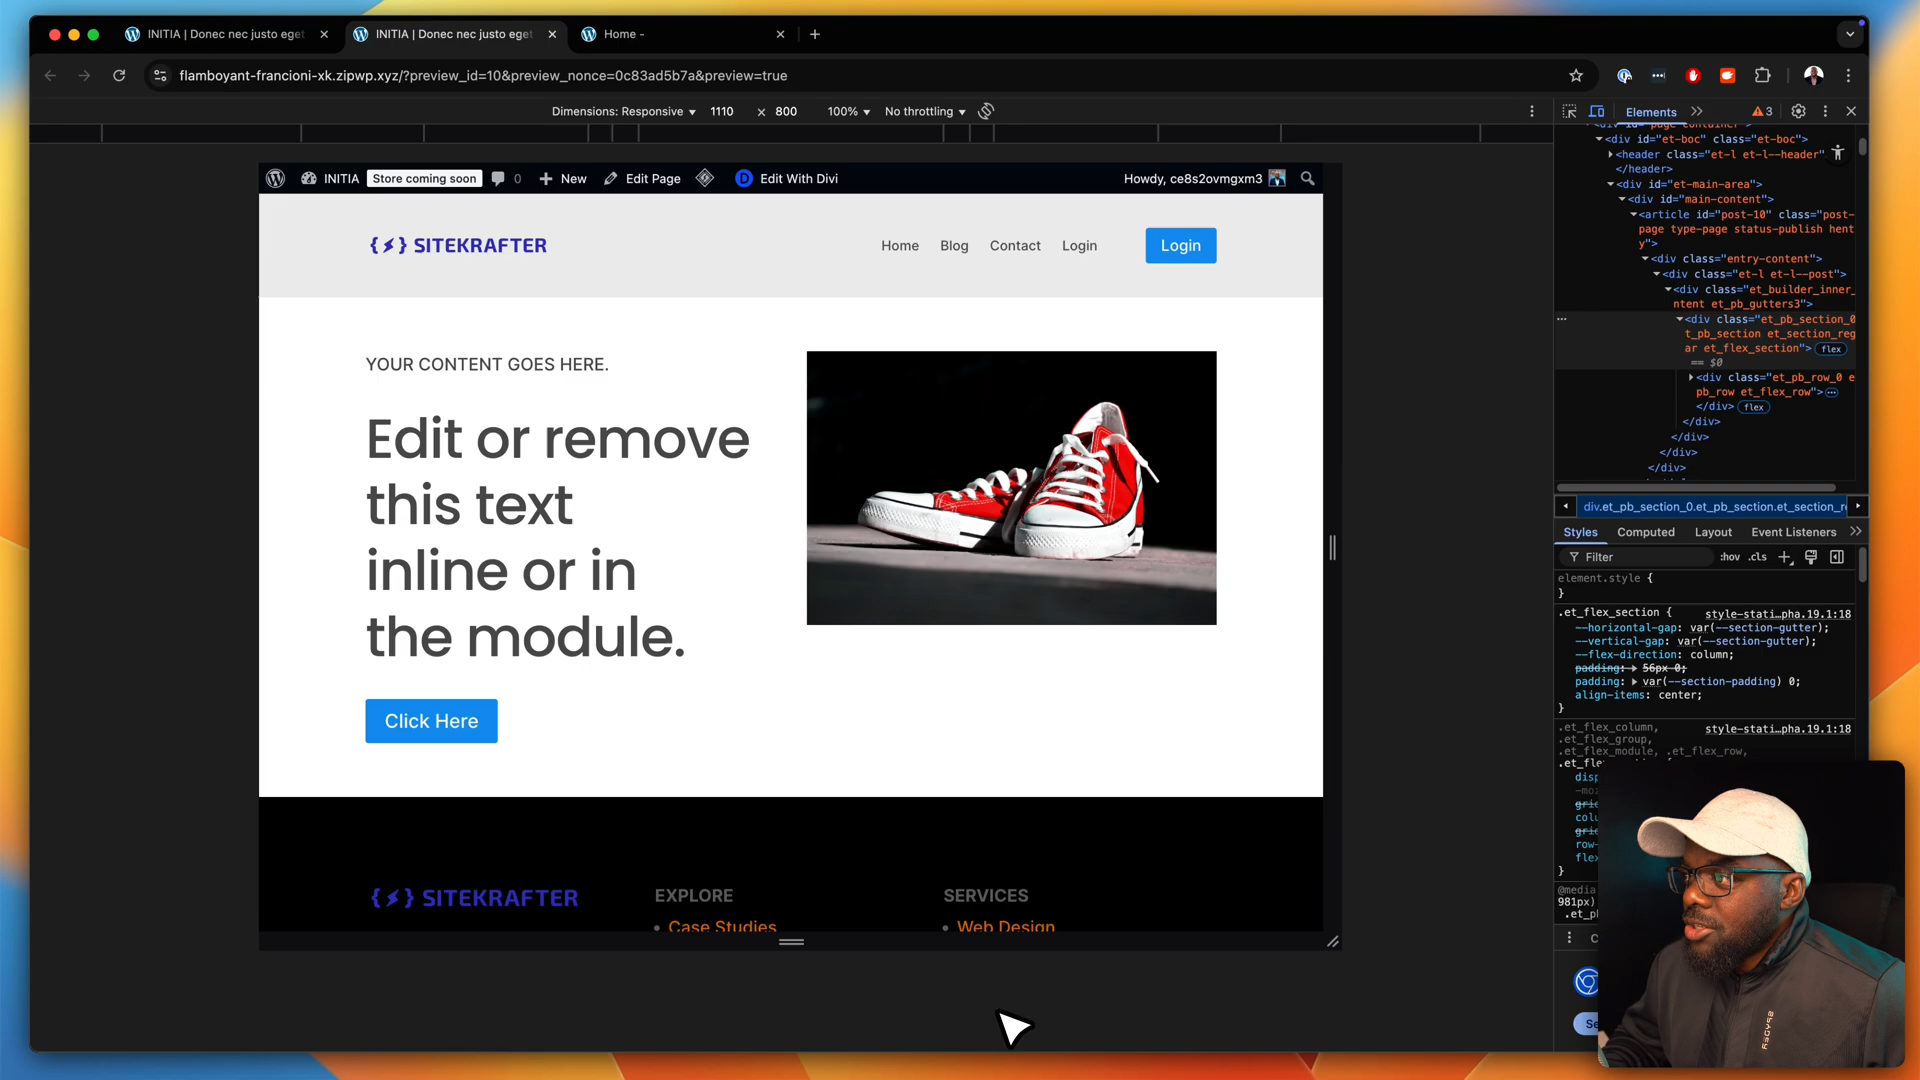 INITIA | Donec nec justo eget
INITIA | Donec nec justo eget
Home -
flamboyant-francioni-xk.zipwp.xyz/?preview_id=10&preview_nonce=0c83ad5b7a&preview=true
Dimensions: Responsive 1110 × 800 100% No throttling
Elements 3
INITIA Store coming soon 0 New Edit Page Edit With Divi Howdy, ce8s2ovmgxm3
{⚡} SITEKRAFTER Home Blog Contact Login Login
YOUR CONTENT GOES HERE.
Edit or remove
this text
inline or in
the module.
Click Here
{⚡} SITEKRAFTER EXPLORE SERVICES
• Case Studies • Web Design
<div id="et-boc" class="et-boc">
<header class="et-l et-l--header"
</header>
<div id="et-main-area">
<div id="main-content">
<article id="post-10" class="post-
page type-page status-publish hent
y">
<div class="entry-content">
<div class="et-l et-l--post">
<div class="et_builder_inner_
ntent et_pb_gutters3">
<div class="et_pb_section_0
t_pb_section et_section_reg
ar et_flex_section"> flex
== $0
<div class="et_pb_row_0 e
pb_row et_flex_row">
</div> flex
</div>
</div>
</div>
</div>
div.et_pb_section_0.et_pb_section.et_section_r
Styles Computed Layout Event Listeners
Filter :hov .cls
element.style {
}
.et_flex_section { style-stati…pha.19.1:18
--horizontal-gap: var(--section-gutter);
--vertical-gap: var(--section-gutter);
--flex-direction: column;
padding: 56px 0;
padding: var(--section-padding) 0;
align-items: center;
}
.et_flex_column, style-stati…pha.19.1:18
.et_flex_group,
.et_flex_module, .et_flex_row,
.et_fle
disp
-moz
grid
colu
grid
row-
flex
}
@media
981px)
.et_pb